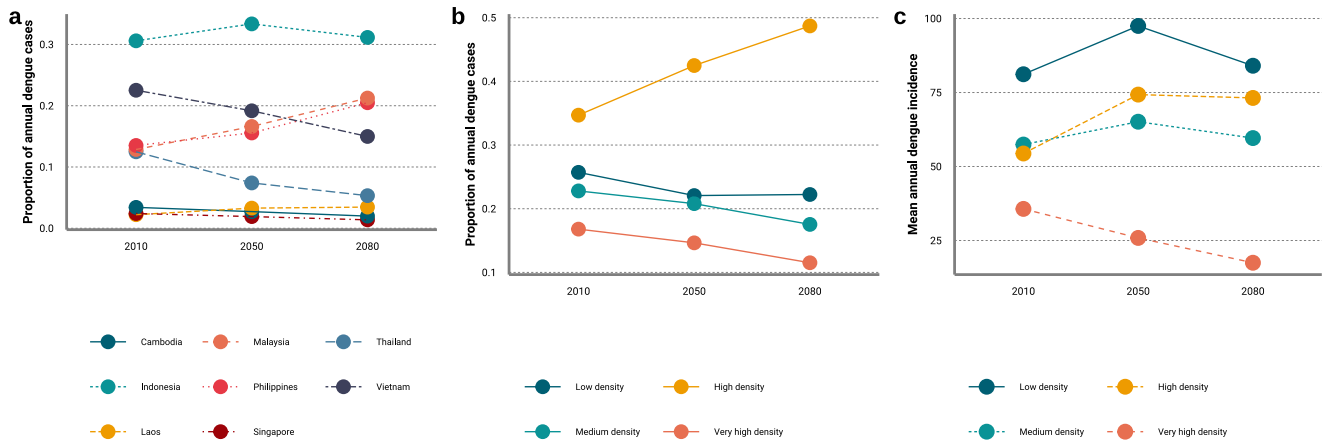 a
Proportion of annual dengue cases
0.3
0.2
0.1
0.0
2010 2050 2080
Cambodia Malaysia Thailand
Indonesia Philippines Vietnam
Laos Singapore
b
Proportion of annual dengue cases
0.5
0.4
0.3
0.2
0.1
2010 2050 2080
Low density High density
Medium density Very high density
c
Mean annual dengue incidence
100
75
50
25
2010 2050 2080
Low density High density
Medium density Very high density